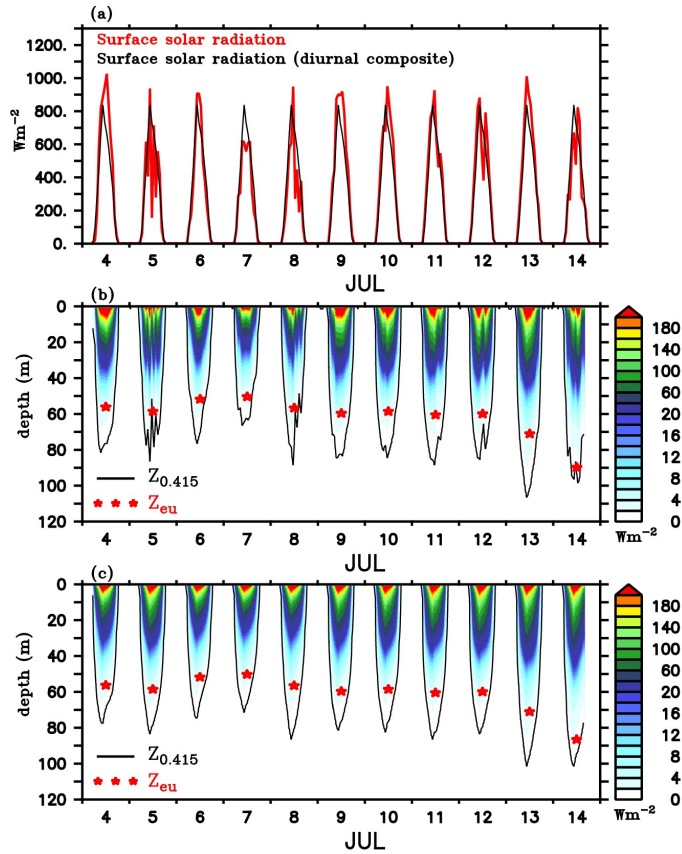 (a)
Surface solar radiation
Surface solar radiation (diurnal composite)
Wm-2
1200.
1000.
800.
600.
400.
200.
0.
4 5 6 7 8 9 10 11 12 13 14
JUL
(b)
depth (m)
0
20
40
60
80
100
120
Z0.415
Zeu
4 5 6 7 8 9 10 11 12 13 14
JUL
180
140
100
60
20
16
12
8
4
0
Wm-2
(c)
depth (m)
0
20
40
60
80
100
120
Z0.415
Zeu
4 5 6 7 8 9 10 11 12 13 14
JUL
180
140
100
60
20
16
12
8
4
0
Wm-2